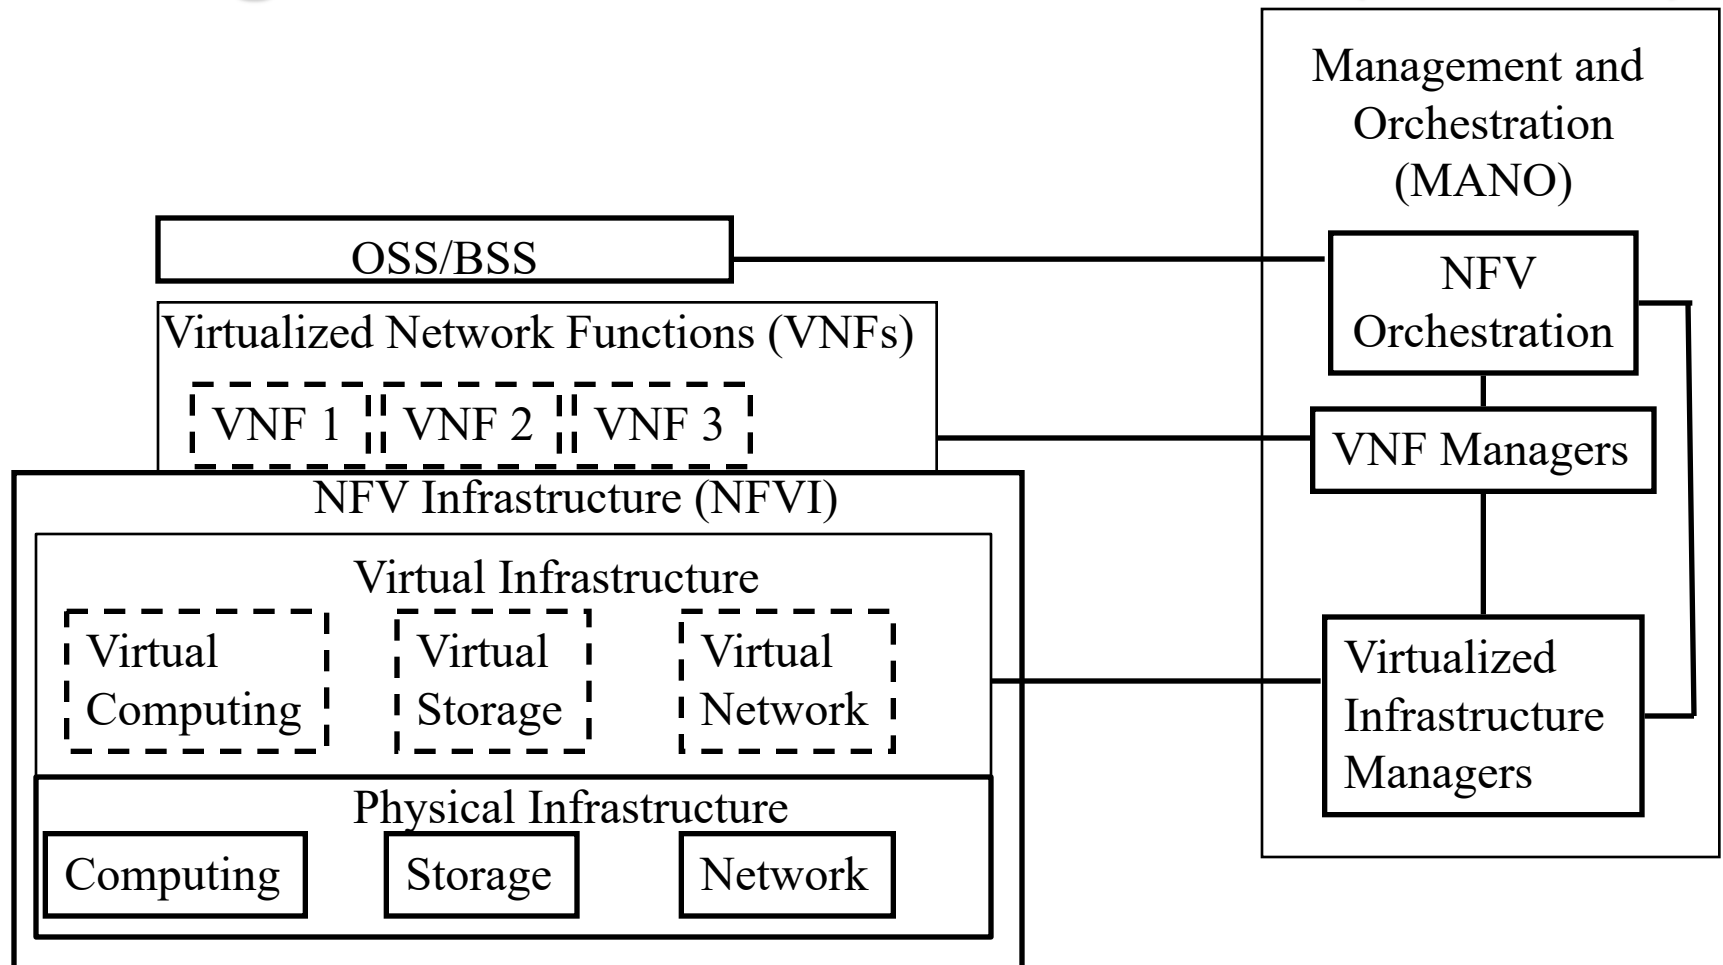 Management and
Orchestration
(MANO)
OSS/BSS
NFV
Orchestration
Virtualized Network Functions (VNFs)
VNF 1
VNF 2
VNF 3
VNF Managers
NFV Infrastructure (NFVI)
Virtual Infrastructure
Virtual
Computing
Virtual
Storage
Virtual
Network
Virtualized
Infrastructure
Managers
Physical Infrastructure
Computing
Storage
Network